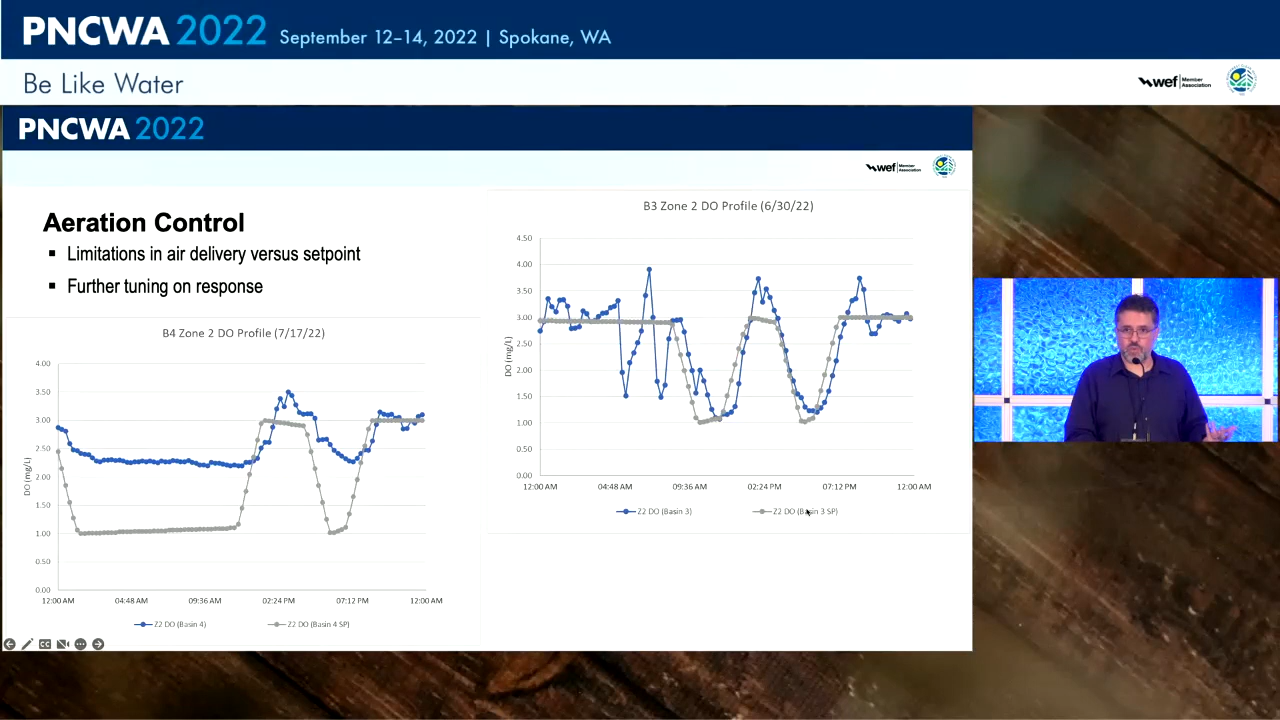 PNCWA 2022 September 12–14, 2022 | Spokane, WA
Be Like Water
wef Member Association
PNCWA 2022
wef Member Association
Aeration Control
▪ Limitations in air delivery versus setpoint
▪ Further tuning on response
B4 Zone 2 DO Profile (7/17/22)
DO (mg/L)
4.00
3.50
3.00
2.50
2.00
1.50
1.00
0.50
0.00
12:00 AM 04:48 AM 09:36 AM 02:24 PM 07:12 PM 12:00 AM
Z2 DO (Basin 4) Z2 DO (Basin 4 SP)
B3 Zone 2 DO Profile (6/30/22)
DO (mg/L)
4.50
4.00
3.50
3.00
2.50
2.00
1.50
1.00
0.50
0.00
12:00 AM 04:48 AM 09:36 AM 02:24 PM 07:12 PM 12:00 AM
Z2 DO (Basin 3) Z2 DO (Basin 3 SP)
CC